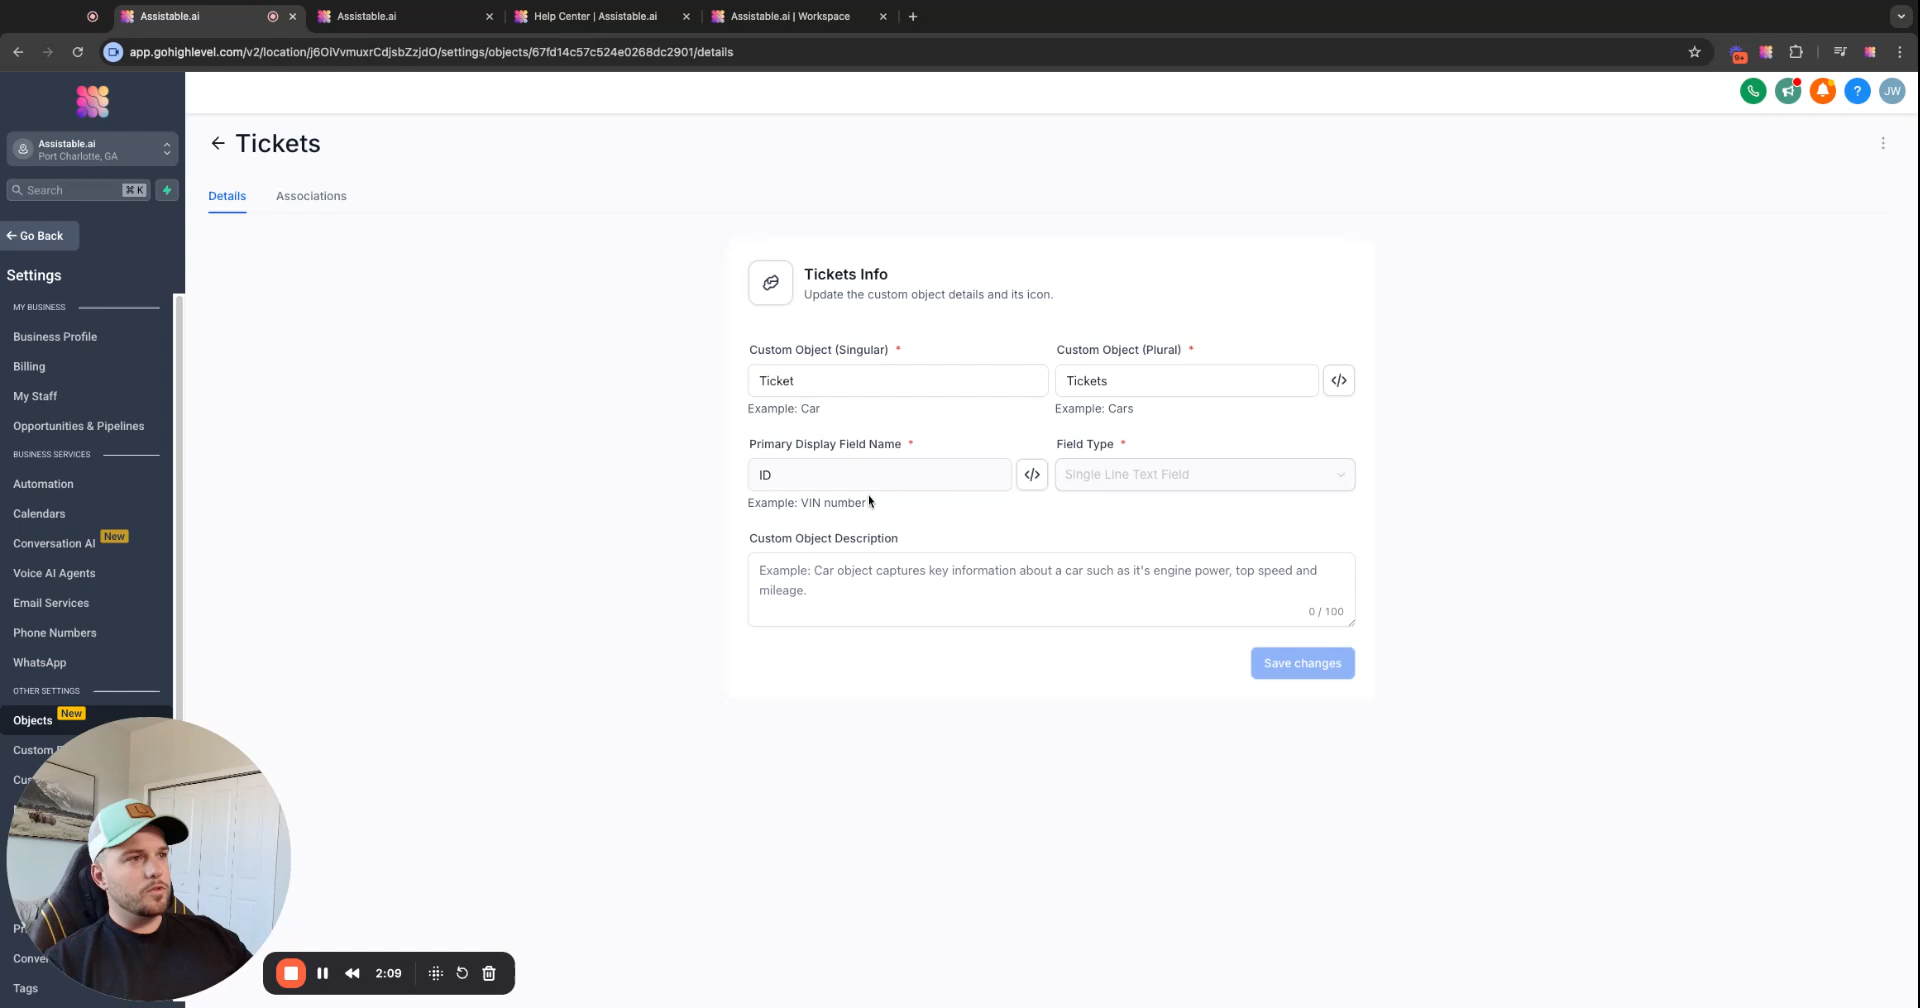 Assistable.ai
Assistable.ai
Help Center | Assistable.ai
Assistable.ai | Workspace
app.gohighlevel.com/v2/location/j6OiVvmuxrCdjsbZzjdO/settings/objects/67fd14c57c524e0268dc2901/details
9+
Assistable.ai
Port Charlotte, GA
Search
⌘ K
JW
Tickets
Details
Associations
Go Back
Settings
MY BUSINESS
Business Profile
Billing
My Staff
Opportunities & Pipelines
BUSINESS SERVICES
Automation
Calendars
Conversation AI
New
Voice AI Agents
Email Services
Phone Numbers
WhatsApp
OTHER SETTINGS
Objects
New
Custom
Cus
Pr
Conve
Tags
Tickets Info
Update the custom object details and its icon.
Custom Object (Singular) *
Custom Object (Plural) *
Ticket
Tickets
</>
Example: Car
Example: Cars
Primary Display Field Name *
Field Type *
ID
</>
Single Line Text Field
Example: VIN number
Custom Object Description
Example: Car object captures key information about a car such as it's engine power, top speed and
mileage.
0 / 100
Save changes
2:09